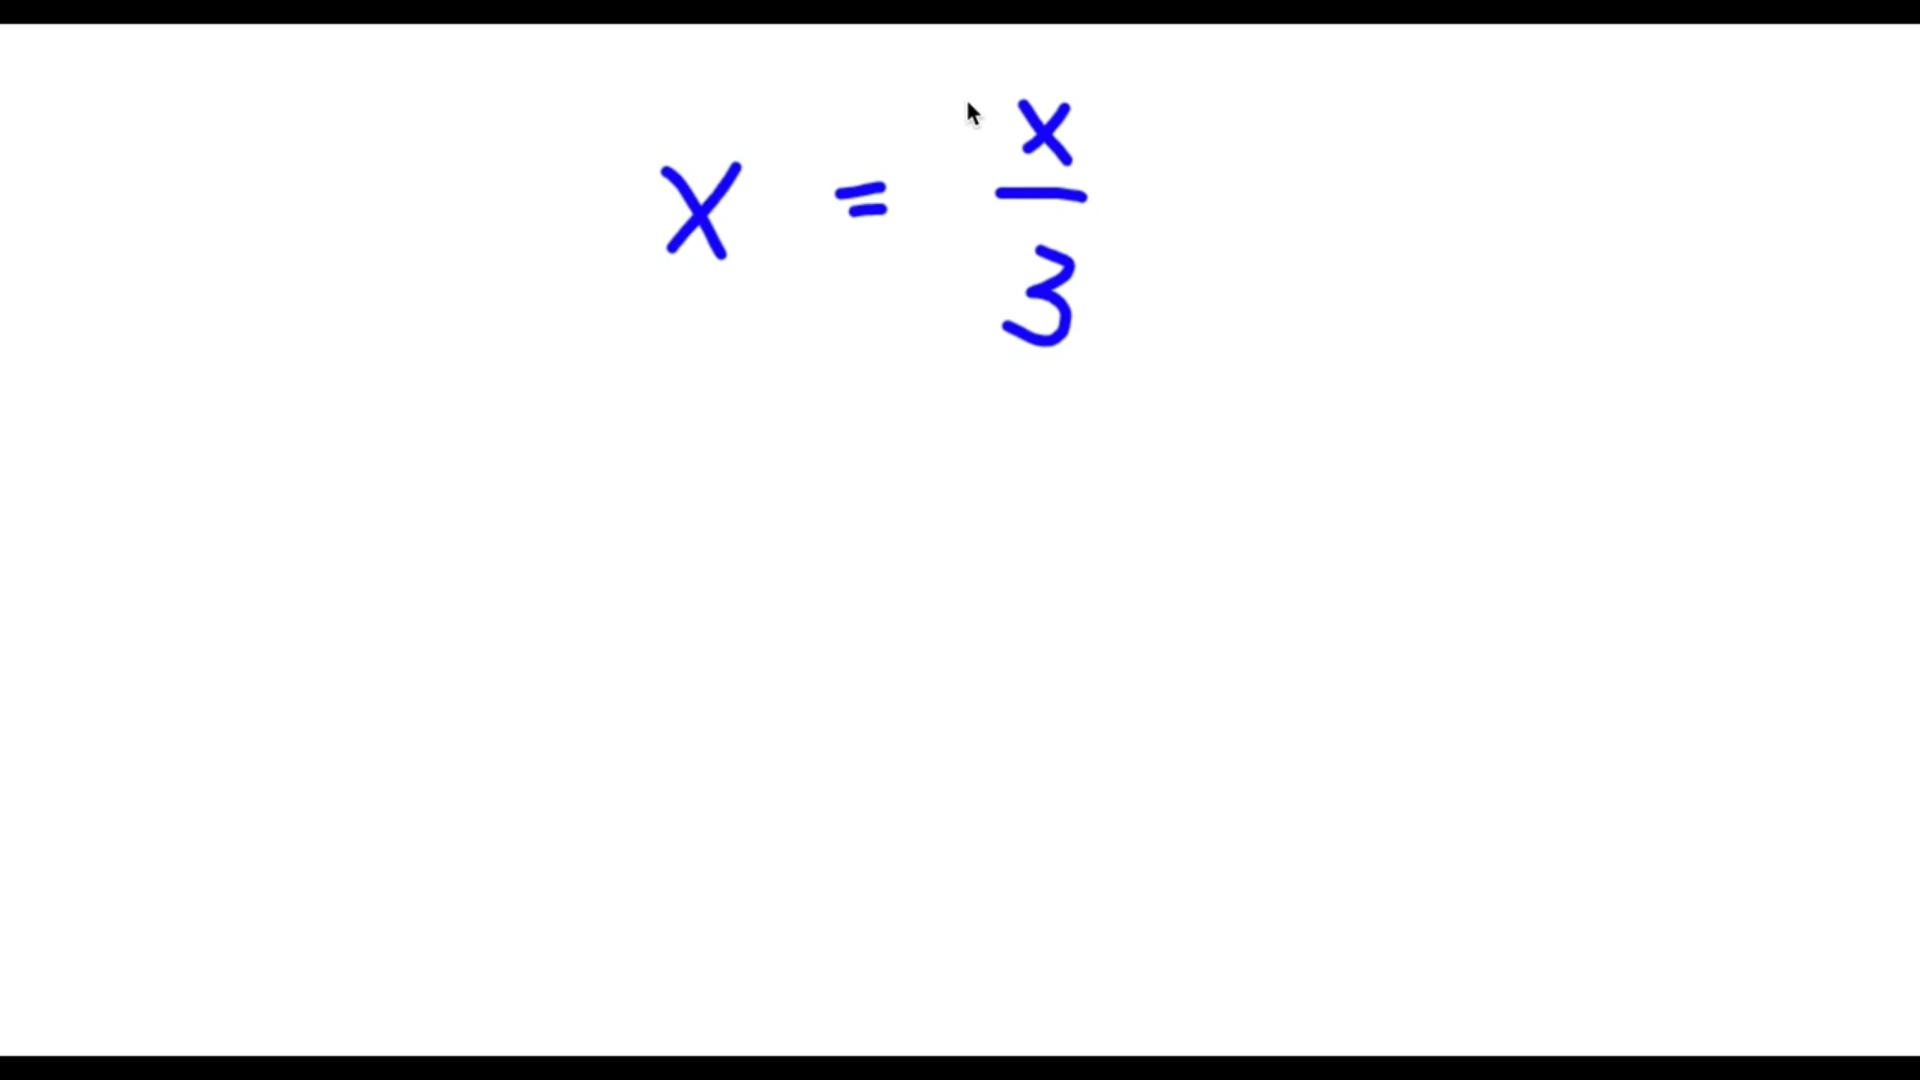 x = x/3